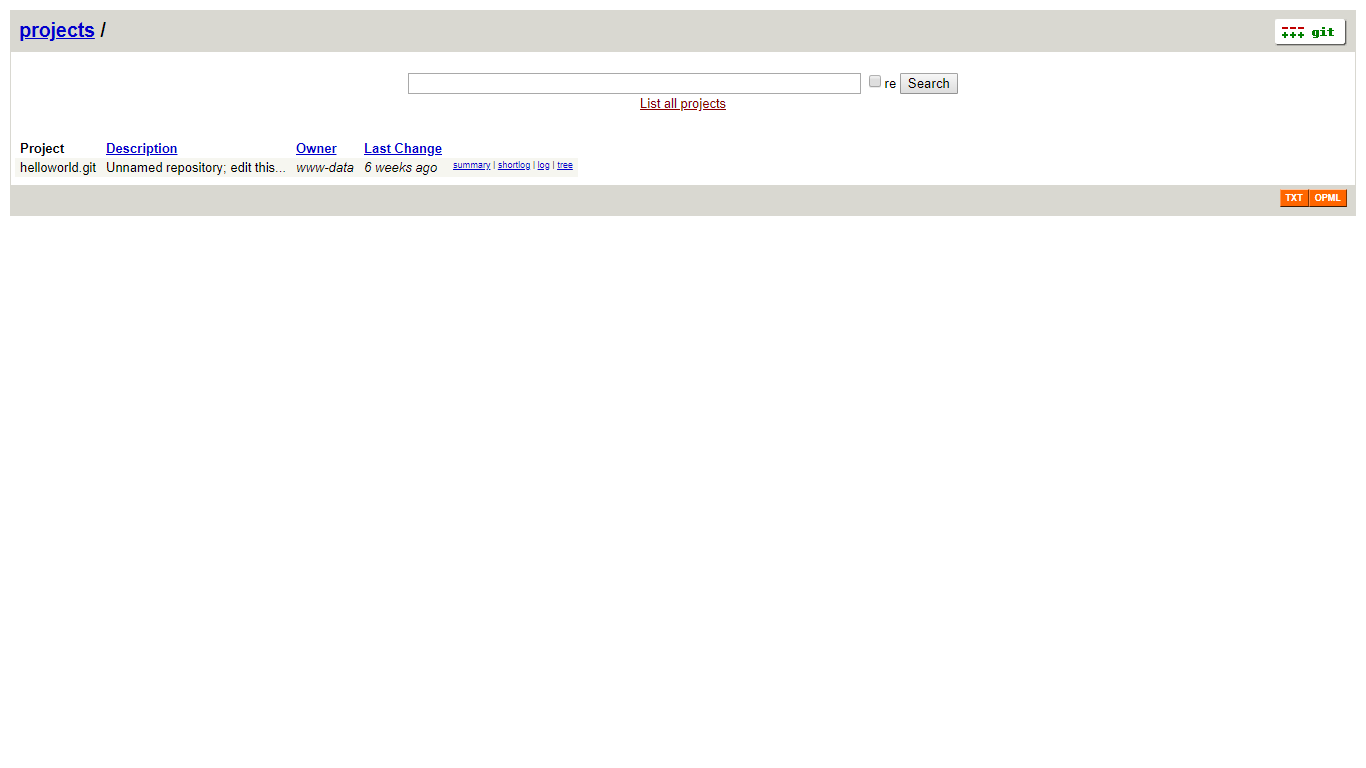 projects / git
re Search
List all projects
Project Description Owner Last Change
helloworld.git Unnamed repository; edit this... www-data 6 weeks ago summary | shortlog | log | tree
TXT OPML